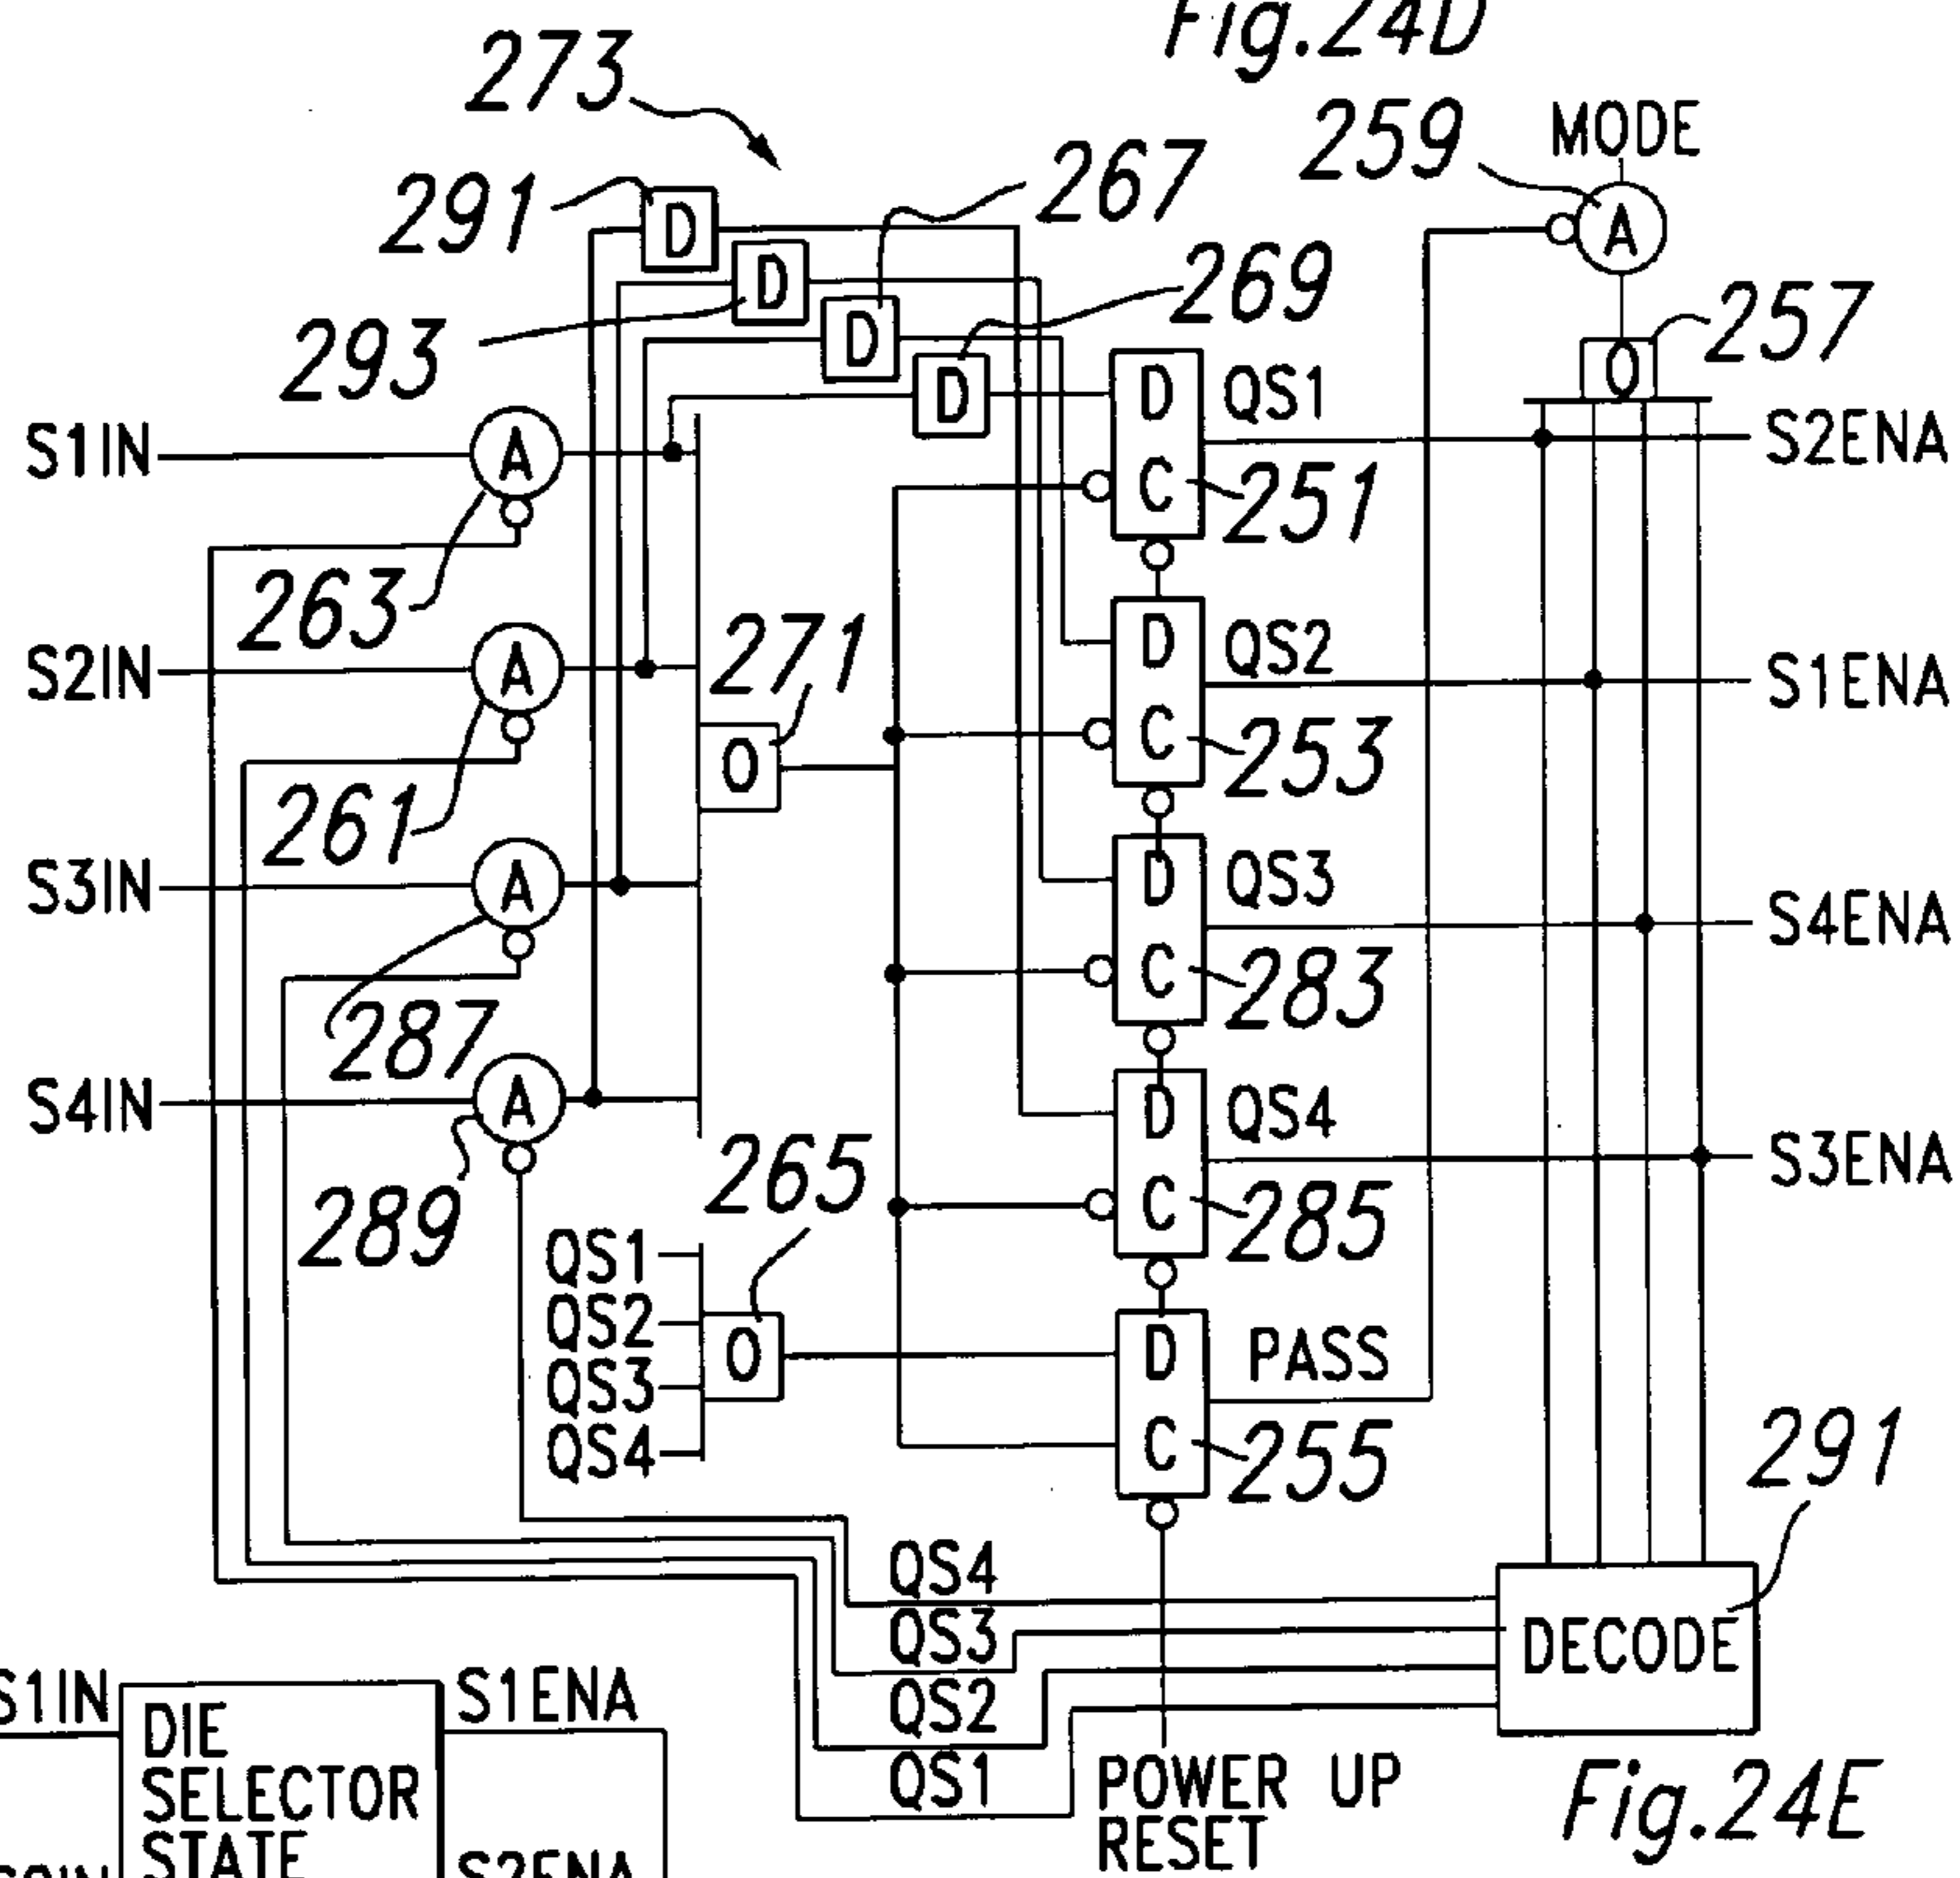 Fig.24D
273
259
MODE
267
291
269
257
293
D
D
D
D
A
O
S1IN
A
D
C
QS1
251
S2ENA
263
S2IN
A
271
O
D
C
QS2
253
S1ENA
261
S3IN
A
D
C
QS3
283
S4ENA
287
S4IN
A
D
C
QS4
285
S3ENA
289
265
QS1
QS2
QS3
QS4
O
D
C
PASS
255
291
QS4
QS3
QS2
QS1
DECODE
POWER UP
RESET
S1IN
DIE
SELECTOR
STATE
S1ENA
S2ENA
Fig.24E